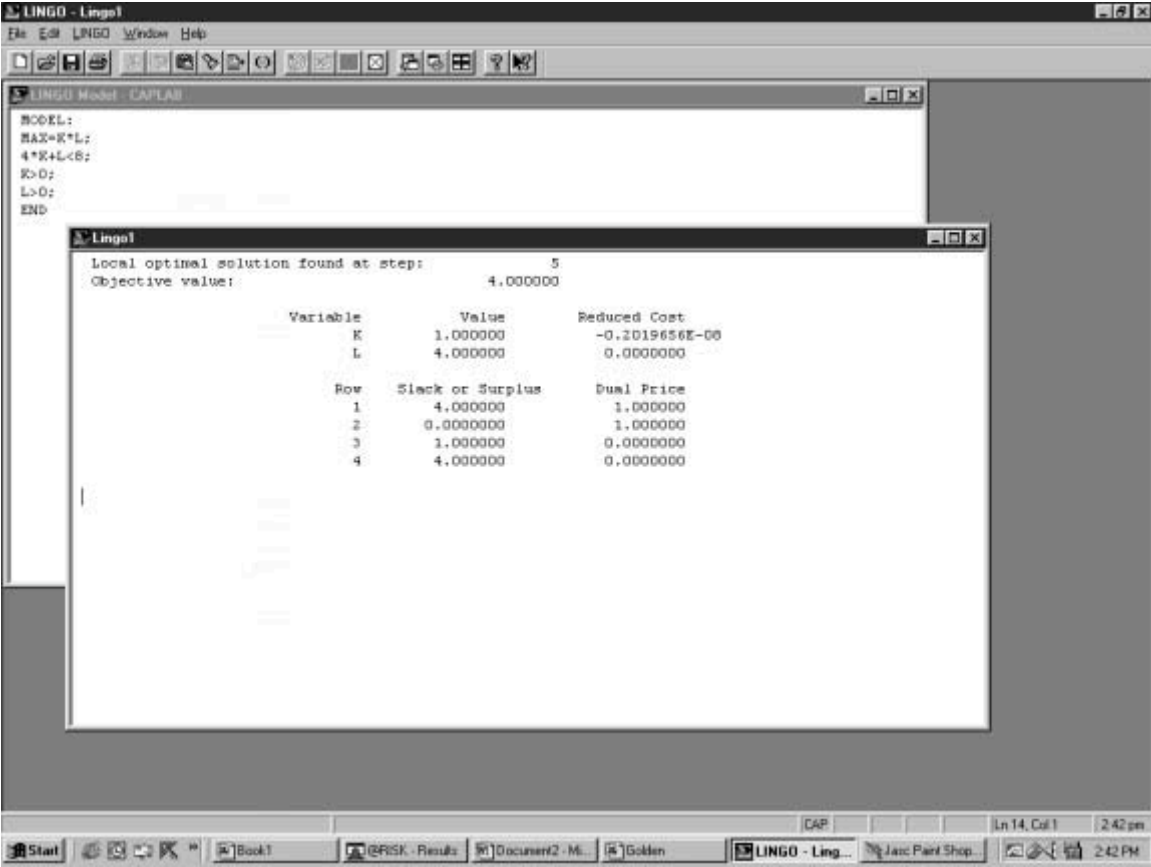 LINGO - Lingo1
File Edit LINGO Window Help
LINGO Model - CAPLAB
MODEL:
MAX=K*L;
4*K+L<8;
K>0;
L>0;
END
Lingo1
Local optimal solution found at step: 5
Objective value: 4.000000
Variable Value Reduced Cost
K 1.000000 -0.2019656E-08
L 4.000000 0.0000000
Row Slack or Surplus Dual Price
1 4.000000 1.000000
2 0.0000000 1.000000
3 1.000000 0.0000000
4 4.000000 0.0000000
CAP Ln 14, Col 1 2:42 pm
Start Book1 @RISK - Results Document2 - Mi... Golden LINGO - Ling... Jasc Paint Shop... 2:42 PM